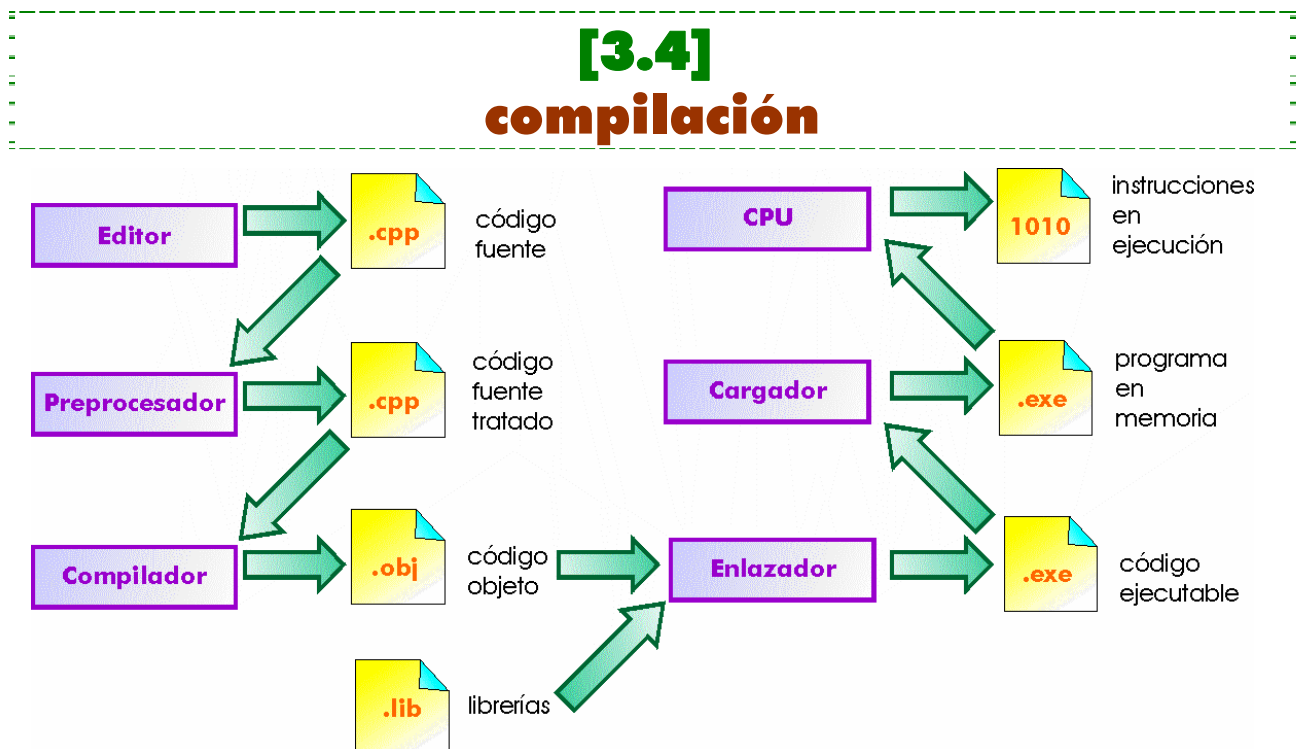 [3.4]
compilación
Editor
.cpp
código
fuente
Preprocesador
.cpp
código
fuente
tratado
Compilador
.obj
código
objeto
.lib
librerías
Enlazador
.exe
código
ejecutable
Cargador
.exe
programa
en
memoria
CPU
1010
instrucciones
en
ejecución